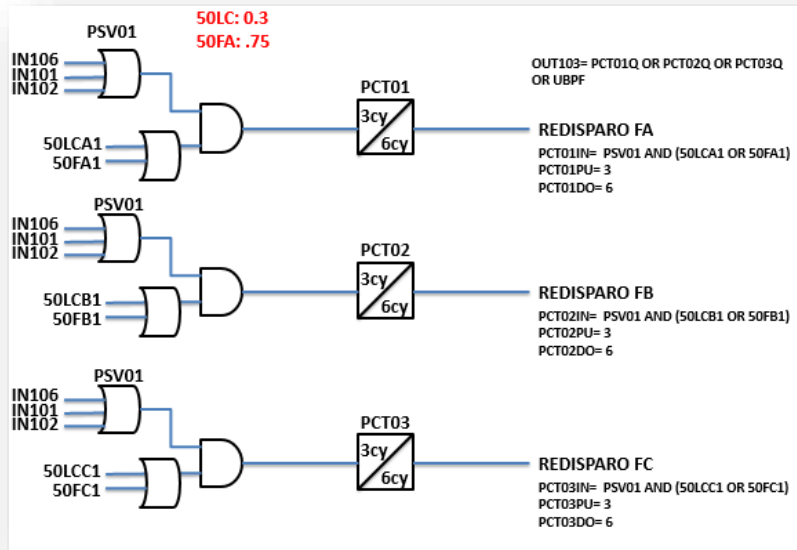 50LC: 0.3
50FA: .75
PSV01
IN106
IN101
IN102
50LCA1
50FA1
PCT01
3cy
6cy
OUT103= PCT01Q OR PCT02Q OR PCT03Q
OR UBPF
REDISPARO FA
PCT01IN= PSV01 AND (50LCA1 OR 50FA1)
PCT01PU= 3
PCT01DO= 6
PSV01
IN106
IN101
IN102
50LCB1
50FB1
PCT02
3cy
6cy
REDISPARO FB
PCT02IN= PSV01 AND (50LCB1 OR 50FB1)
PCT02PU= 3
PCT02DO= 6
PSV01
IN106
IN101
IN102
50LCC1
50FC1
PCT03
3cy
6cy
REDISPARO FC
PCT03IN= PSV01 AND (50LCC1 OR 50FC1)
PCT03PU= 3
PCT03DO= 6